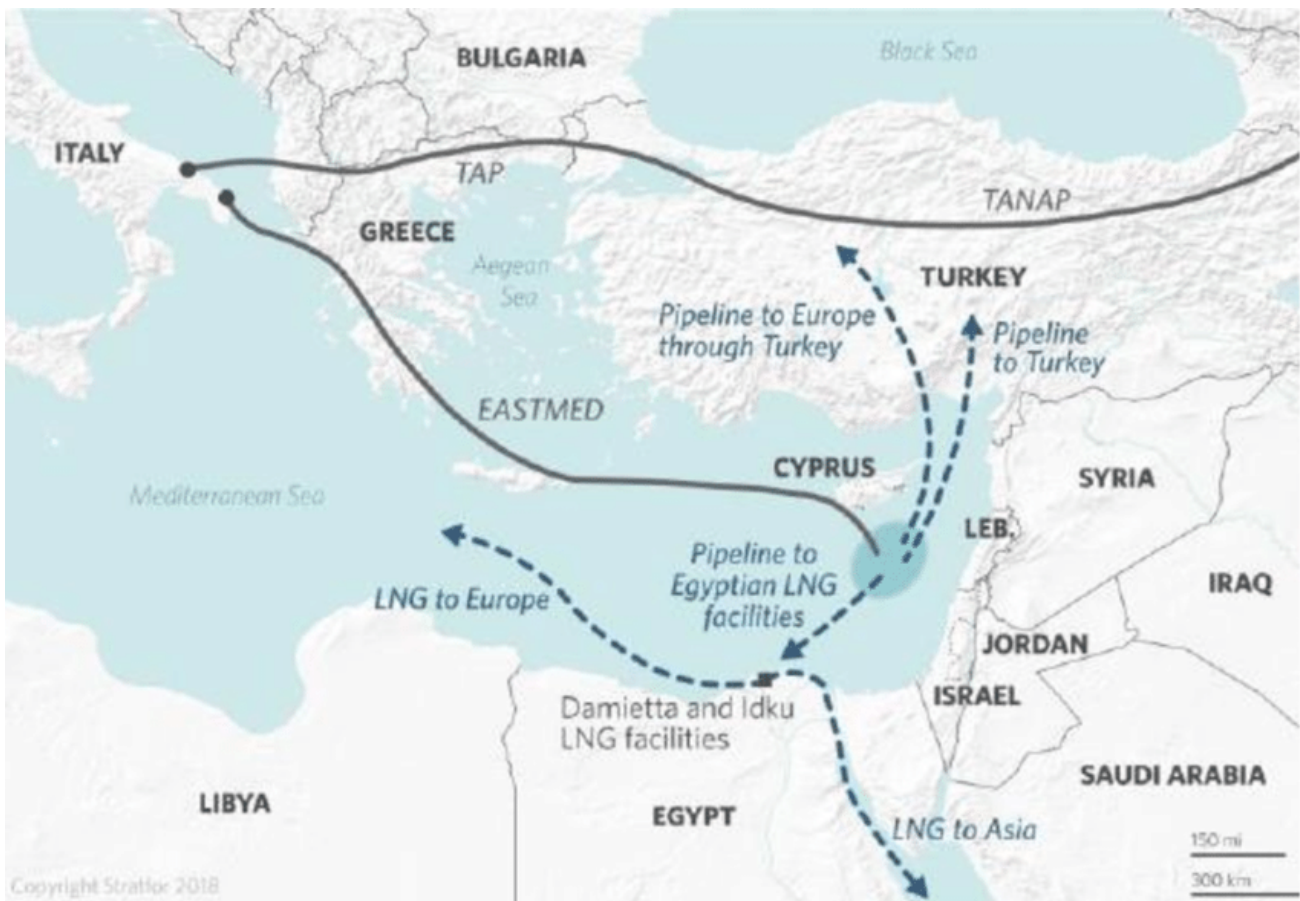 BULGARIA
Black Sea
ITALY
TAP
TANAP
GREECE
Aegean
Sea
TURKEY
Pipeline to Europe
through Turkey
Pipeline
to Turkey
EASTMED
CYPRUS
SYRIA
Mediterranean Sea
LEB.
Pipeline to
Egyptian LNG
facilities
IRAQ
LNG to Europe
JORDAN
ISRAEL
Damietta and Idku
LNG facilities
SAUDI ARABIA
LIBYA
EGYPT
LNG to Asia
150 mi
300 km
Copyright Stratfor 2018